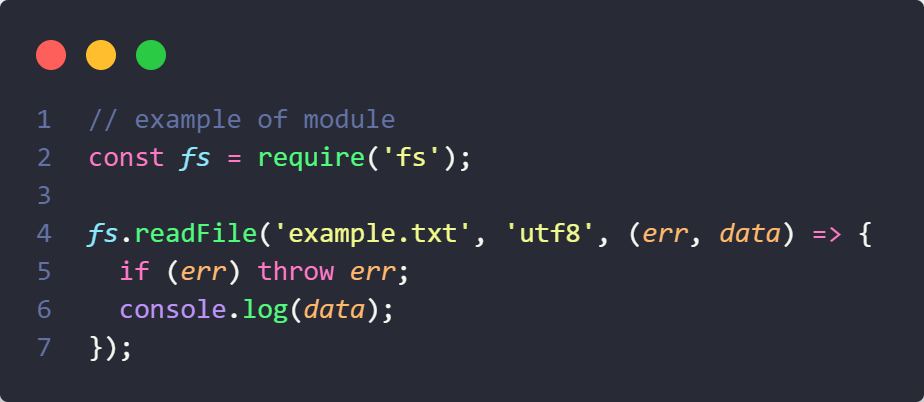 1 // example of module
2 const fs = require('fs');
3
4 fs.readFile('example.txt', 'utf8', (err, data) => {
5   if (err) throw err;
6   console.log(data);
7 });